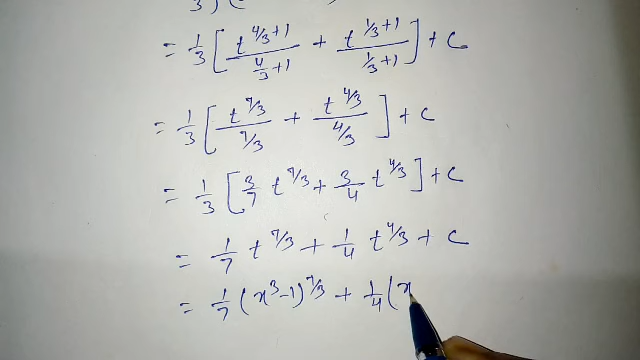 = 1/3 [ t^(4/3+1) / (4/3+1) + t^(1/3+1) / (1/3+1) ] + C
= 1/3 [ t^(7/3) / (7/3) + t^(4/3) / (4/3) ] + C
= 1/3 [ 3/7 t^(7/3) + 3/4 t^(4/3) ] + C
= 1/7 t^(7/3) + 1/4 t^(4/3) + C
= 1/7 (x^3-1)^(7/3) + 1/4 (x